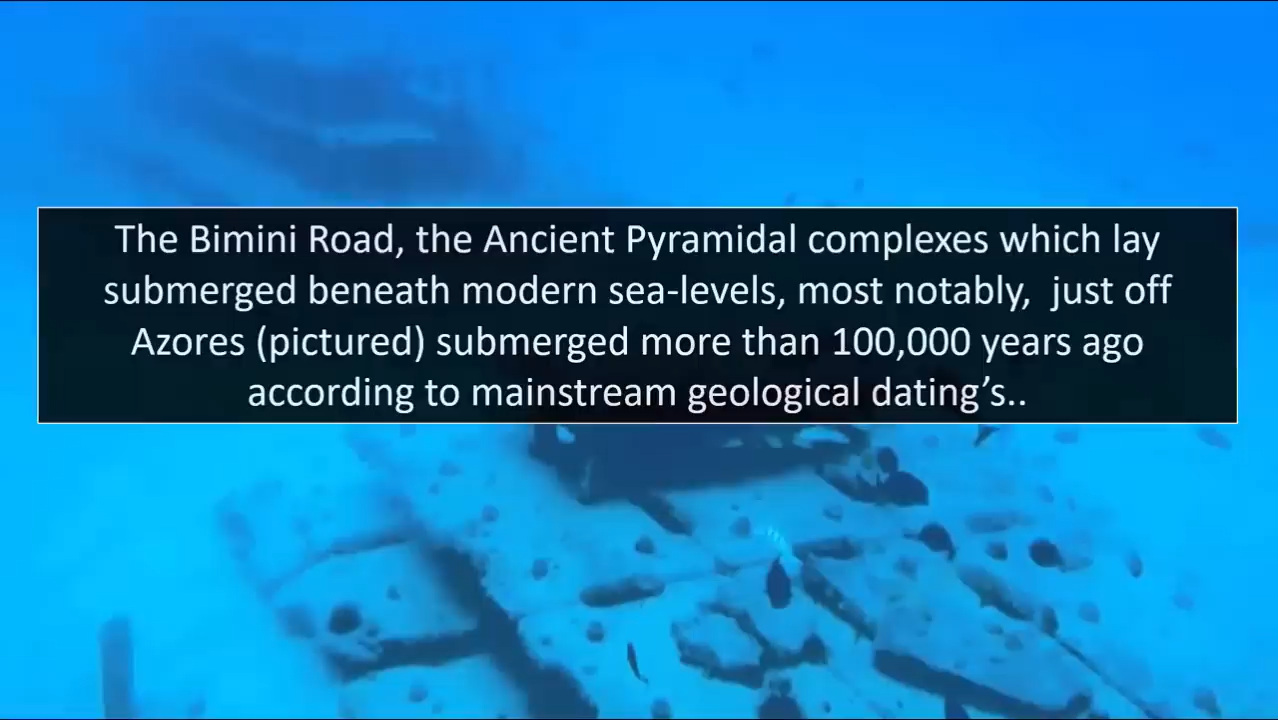 The Bimini Road, the Ancient Pyramidal complexes which lay
submerged beneath modern sea-levels, most notably,  just off
Azores (pictured) submerged more than 100,000 years ago
according to mainstream geological dating’s..